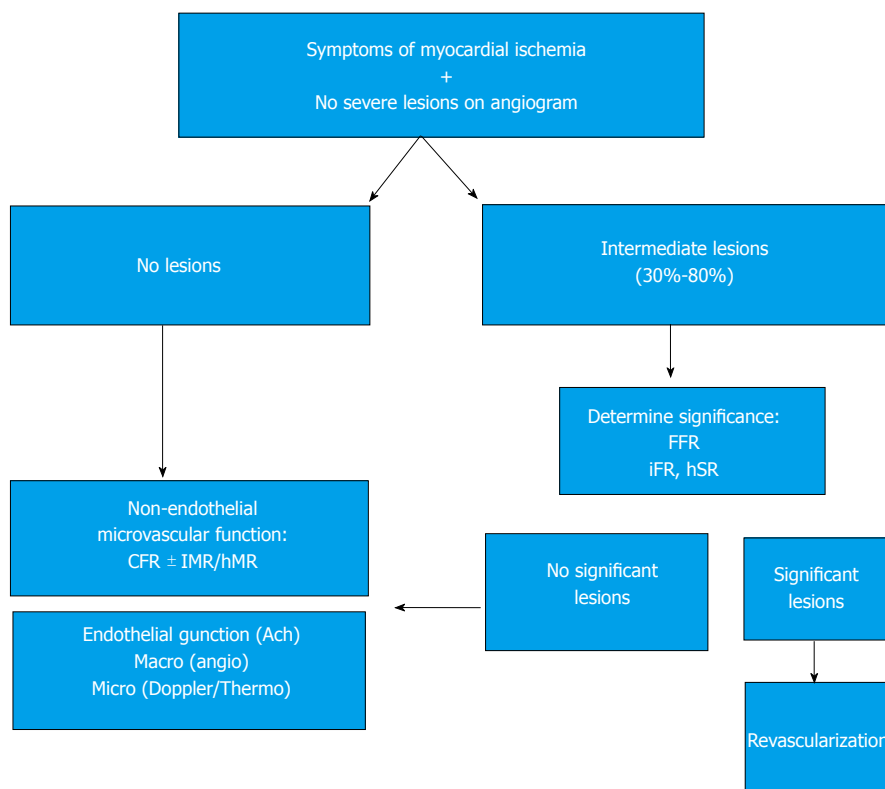 Symptoms of myocardial ischemia
+
No severe lesions on angiogram
No lesions
Intermediate lesions
(30%-80%)
Determine significance:
FFR
iFR, hSR
Non-endothelial
microvascular function:
CFR ± IMR/hMR
No significant
lesions
Significant
lesions
Endothelial gunction (Ach)
Macro (angio)
Micro (Doppler/Thermo)
Revascularization